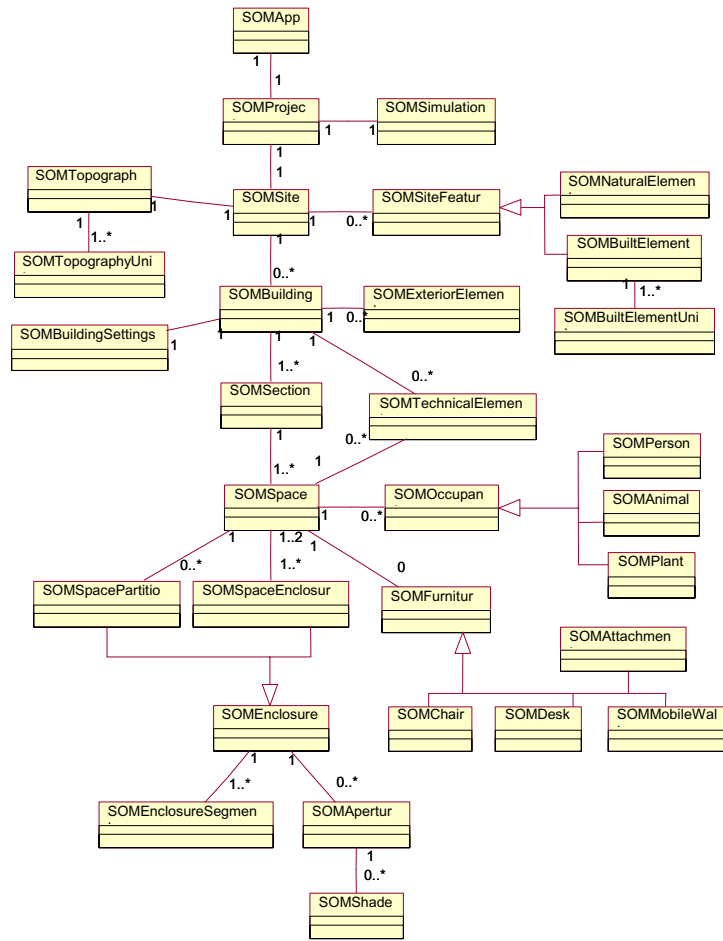 SOMApp
1
1
SOMProjec
SOMSimulation
1
1
1
1
SOMTopograph
SOMSite
SOMSiteFeatur
SOMNaturalElemen
1
1
1
0..*
1
1
1..*
SOMTopographyUni
SOMBuiltElement
1
1..*
0..*
SOMBuilding
SOMExteriorElemen
SOMBuiltElementUni
1
0..*
SOMBuildingSettings
1
1
1
1
1..*
0..*
SOMSection
SOMTechnicalElemen
1
0..*
1..*
1
SOMSpace
SOMOccupan
SOMPerson
SOMAnimal
1
0..*
1
1..2
1
0..*
1..*
0
SOMPlant
SOMSpacePartitio
SOMSpaceEnclosur
SOMFurnitur
SOMAttachmen
SOMEnclosure
SOMChair
SOMDesk
SOMMobileWal
1
1
1..*
0..*
SOMEnclosureSegmen
SOMApertur
1
0..*
SOMShade